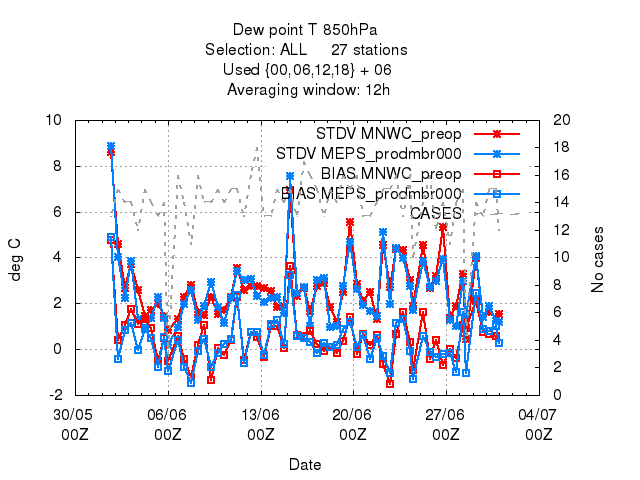 Dew point T 850hPa
Selection: ALL 27 stations
Used {00,06,12,18} + 06
Averaging window: 12h
10 20
STDV MNWC_preop
18
STDV MEPS_prodmbr000
8 16
BIAS MNWC_preop
14
BIAS MEPS_prodmbr000
6 CASES
12
4 10
8
2 6
4
0
2
-2 0
deg C
No cases
30/05 06/06 13/06 20/06 27/06 04/07
00Z 00Z 00Z 00Z 00Z 00Z
Date